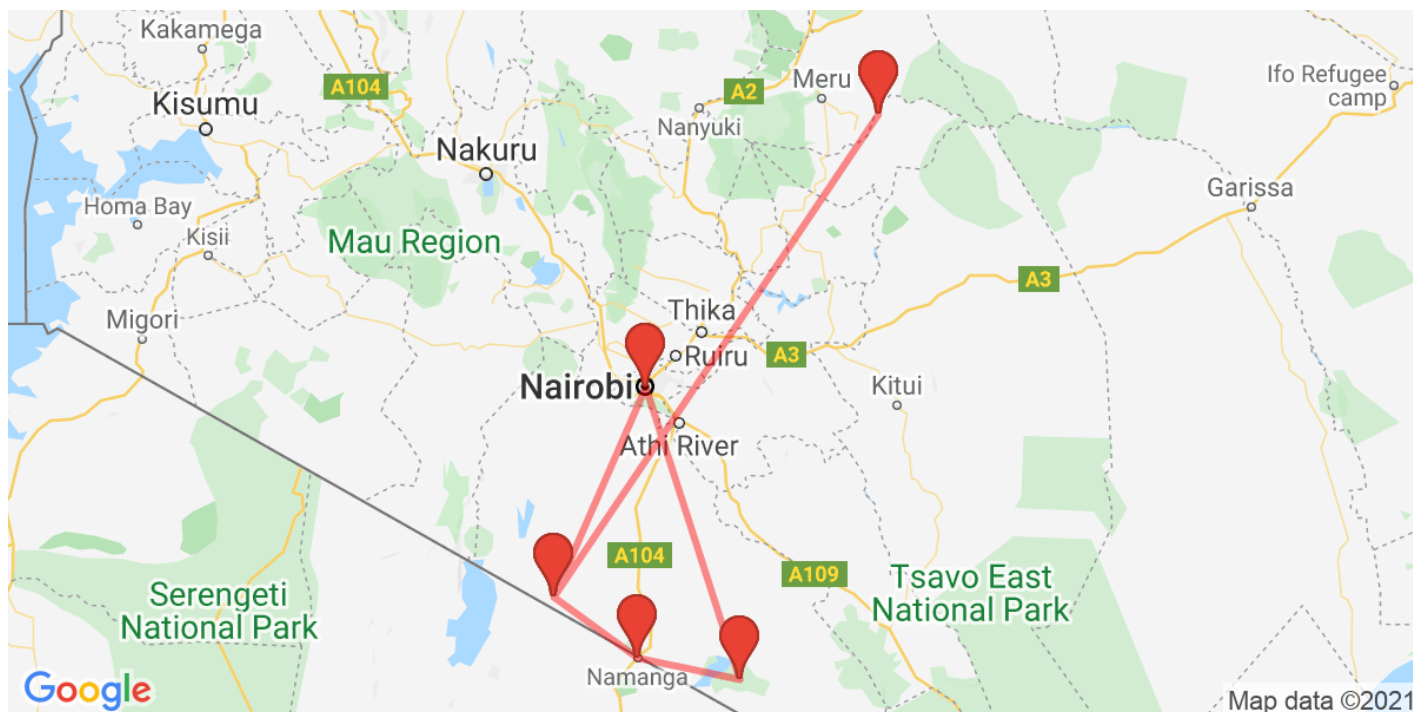 Kakamega
Kisumu
A104
Nakuru
A2
Meru
Nanyuki
Ifo Refugee
camp
Homa Bay
Kisii
Mau Region
Garissa
Migori
A3
Thika
Ruiru
A3
Nairobi
Kitui
Athi River
A104
A109
Serengeti
National Park
Tsavo East
National Park
Namanga
Google
Map data ©2021